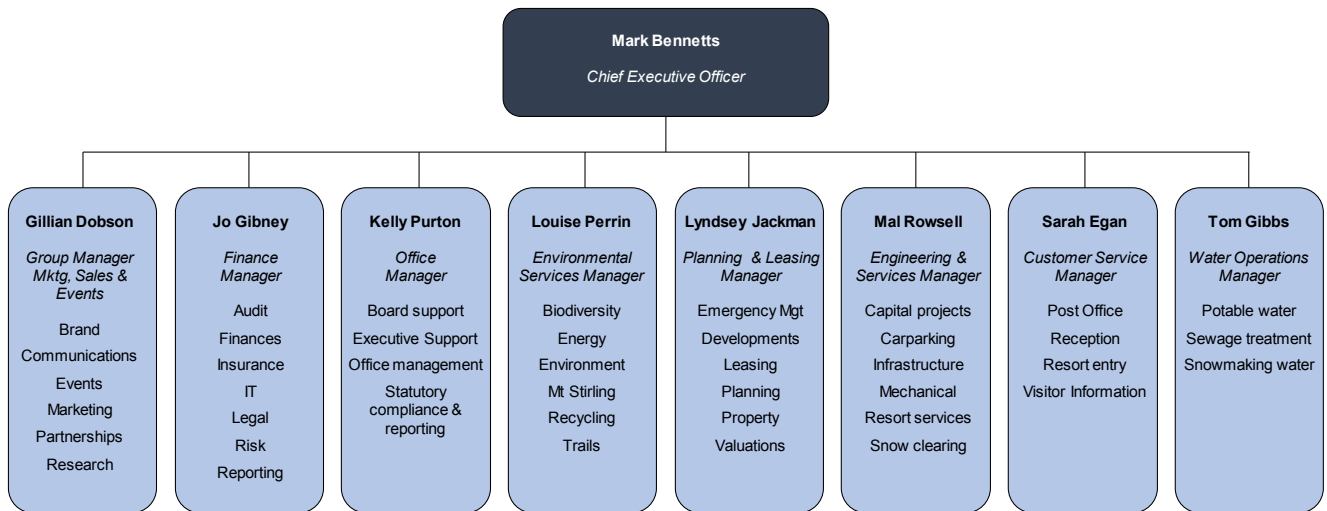 Mark Bennetts
Chief Executive Officer
Gillian Dobson
Group Manager
Mktg, Sales &
Events
Brand
Communications
Events
Marketing
Partnerships
Research
Jo Gibney
Finance
Manager
Audit
Finances
Insurance
IT
Legal
Risk
Reporting
Kelly Purton
Office
Manager
Board support
Executive Support
Office management
Statutory
compliance &
reporting
Louise Perrin
Environmental
Services Manager
Biodiversity
Energy
Environment
Mt Stirling
Recycling
Trails
Lyndsey Jackman
Planning & Leasing
Manager
Emergency Mgt
Developments
Leasing
Planning
Property
Valuations
Mal Rowsell
Engineering &
Services Manager
Capital projects
Carparking
Infrastructure
Mechanical
Resort services
Snow clearing
Sarah Egan
Customer Service
Manager
Post Office
Reception
Resort entry
Visitor Information
Tom Gibbs
Water Operations
Manager
Potable water
Sewage treatment
Snowmaking water